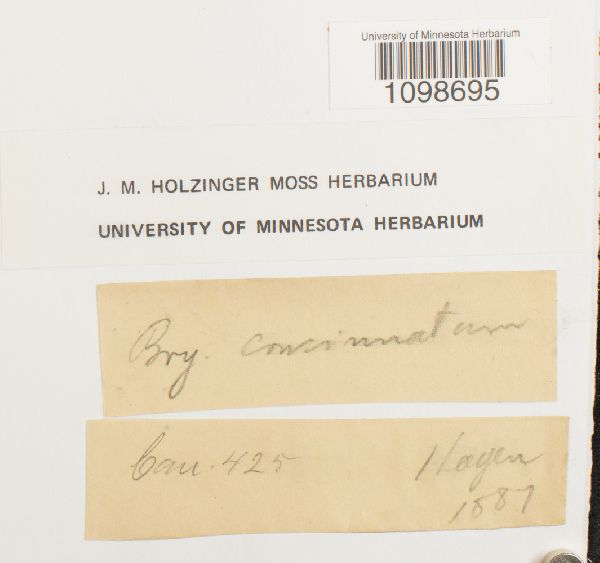 University of Minnesota Herbarium
1098695
J. M. HOLZINGER MOSS HERBARIUM
UNIVERSITY OF MINNESOTA HERBARIUM
Bry. concinnatum
Can. 425 Hagen
1887